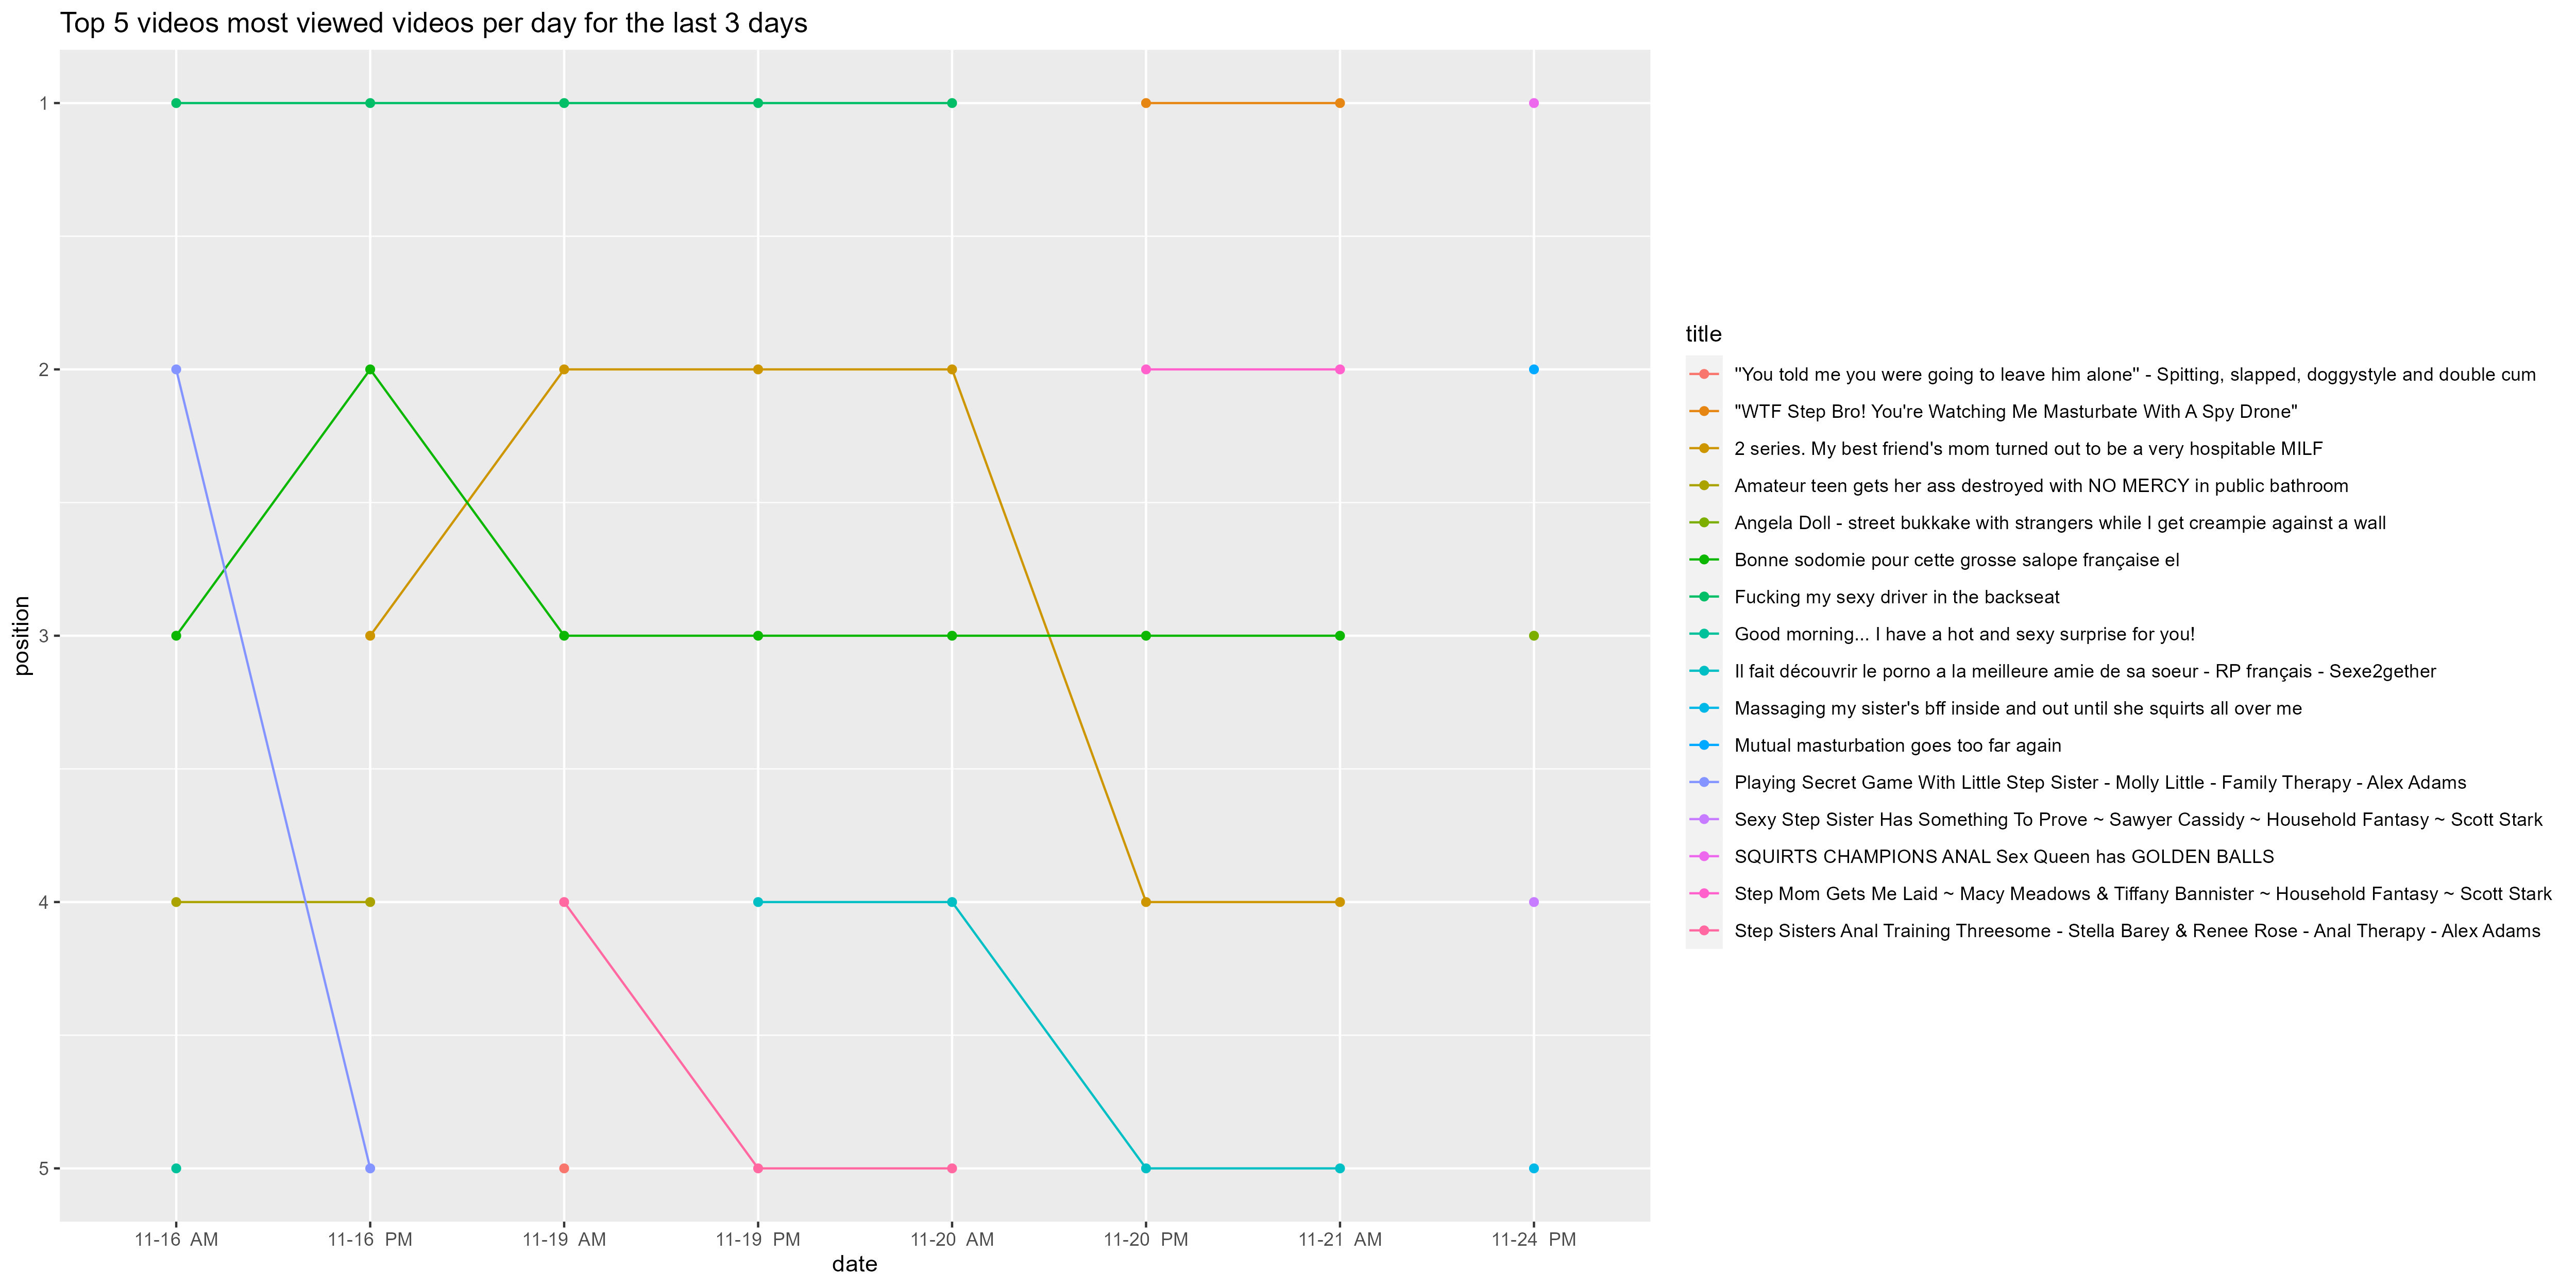 Top 5 videos most viewed videos per day for the last 3 days
position
1
2
3
4
5
11-16 AM
11-16 PM
11-19 AM
11-19 PM
11-20 AM
11-20 PM
11-21 AM
11-24 PM
date
title
"You told me you were going to leave him alone" - Spitting, slapped, doggystyle and double cum
"WTF Step Bro! You're Watching Me Masturbate With A Spy Drone"
2 series. My best friend's mom turned out to be a very hospitable MILF
Amateur teen gets her ass destroyed with NO MERCY in public bathroom
Angela Doll - street bukkake with strangers while I get creampie against a wall
Bonne sodomie pour cette grosse salope française el
Fucking my sexy driver in the backseat
Good morning... I have a hot and sexy surprise for you!
Il fait découvrir le porno a la meilleure amie de sa soeur - RP français - Sexe2gether
Massaging my sister's bff inside and out until she squirts all over me
Mutual masturbation goes too far again
Playing Secret Game With Little Step Sister - Molly Little - Family Therapy - Alex Adams
Sexy Step Sister Has Something To Prove ~ Sawyer Cassidy ~ Household Fantasy ~ Scott Stark
SQUIRTS CHAMPIONS ANAL Sex Queen has GOLDEN BALLS
Step Mom Gets Me Laid ~ Macy Meadows & Tiffany Bannister ~ Household Fantasy ~ Scott Stark
Step Sisters Anal Training Threesome - Stella Barey & Renee Rose - Anal Therapy - Alex Adams